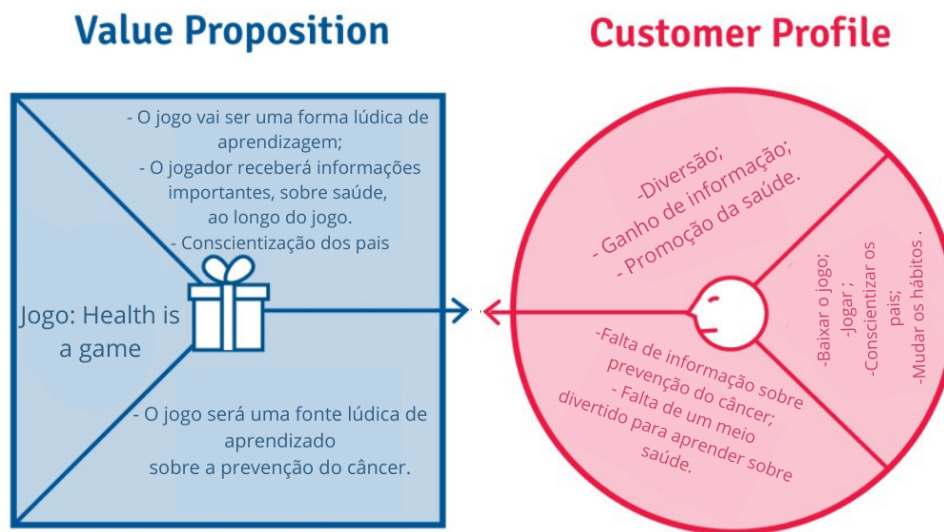 Value Proposition
Customer Profile
- O jogo vai ser uma forma lúdica de
aprendizagem;
- O jogador receberá informações
importantes, sobre saúde,
ao longo do jogo.
- Conscientização dos pais
Jogo: Health is
a game
- O jogo será uma fonte lúdica de
aprendizado
sobre a prevenção do câncer.
-Diversão;
- Ganho de informação;
- Promoção da saúde.
-Baixar o jogo;
-Jogar ;
-Conscientizar os
pais;
-Mudar os hábitos .
-Falta de informação sobre
prevenção do câncer;
- Falta de um meio
divertido para aprender sobre
saúde.